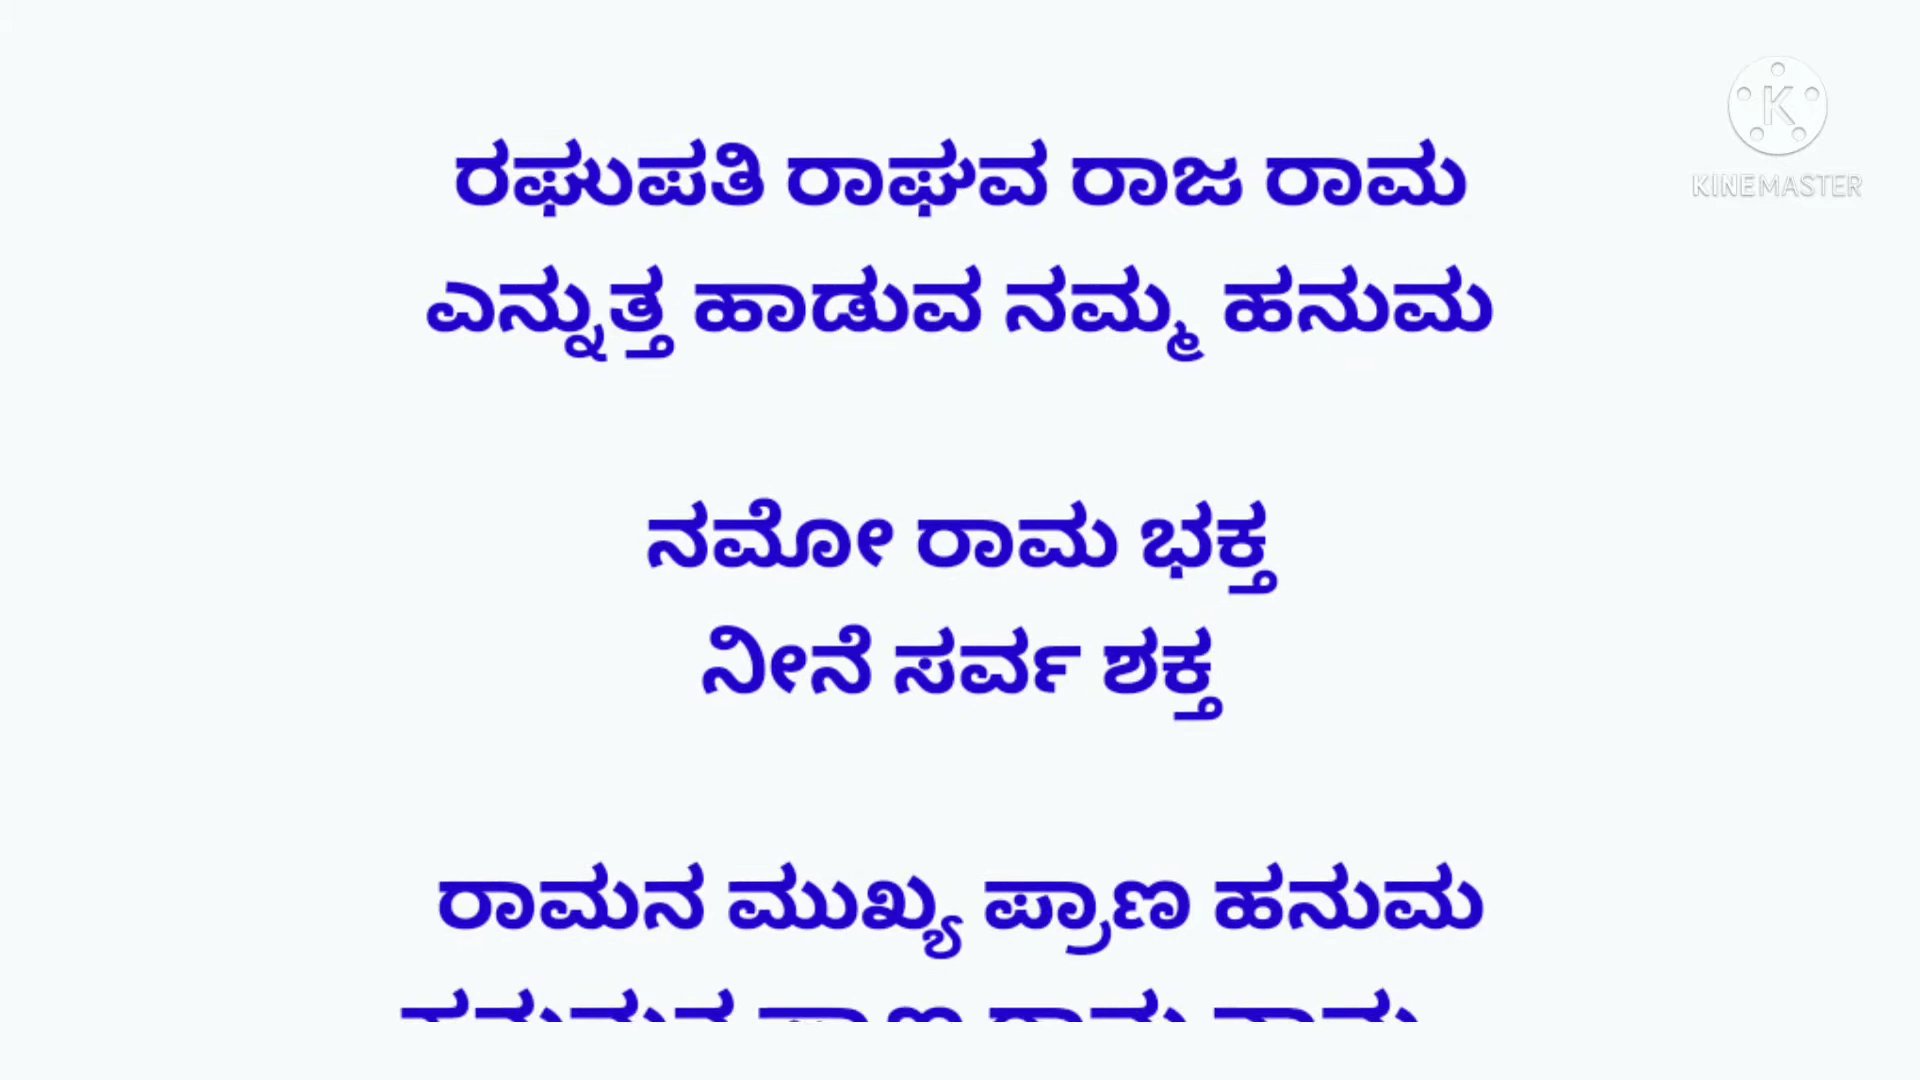 ರಘುಪತಿ ರಾಘವ ರಾಜ ರಾಮ
ಎನ್ನುತ್ತ ಹಾಡುವ ನಮ್ಮ ಹನುಮ
ನಮೋ ರಾಮ ಭಕ್ತ
ನೀನೆ ಸರ್ವ ಶಕ್ತ
ರಾಮನ ಮುಖ್ಯ ಪ್ರಾಣ ಹನುಮ
K
KINEMASTER